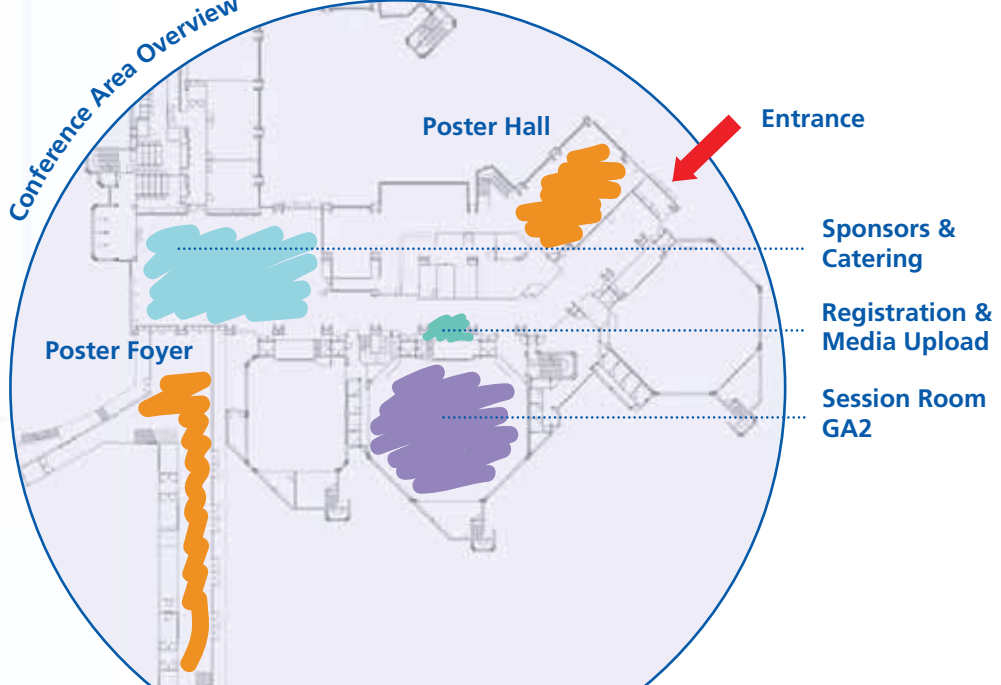 Conference Area Overview
Poster Hall
Entrance
Sponsors &
Catering
Registration &
Media Upload
Poster Foyer
Session Room
GA2